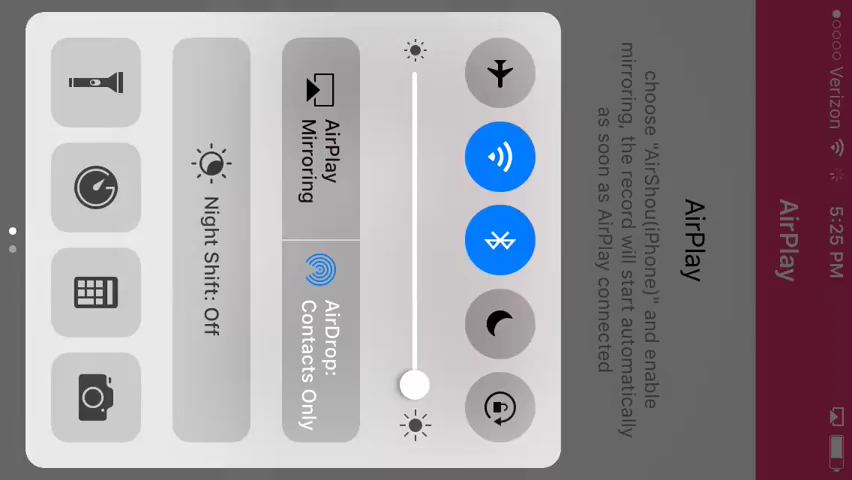 Verizon 5:25 PM
AirPlay
AirPlay
choose "AirShou(iPhone)" and enable
mirroring, the record will start automatically
as soon as AirPlay connected
AirPlay
Mirroring
AirDrop:
Contacts Only
Night Shift: Off